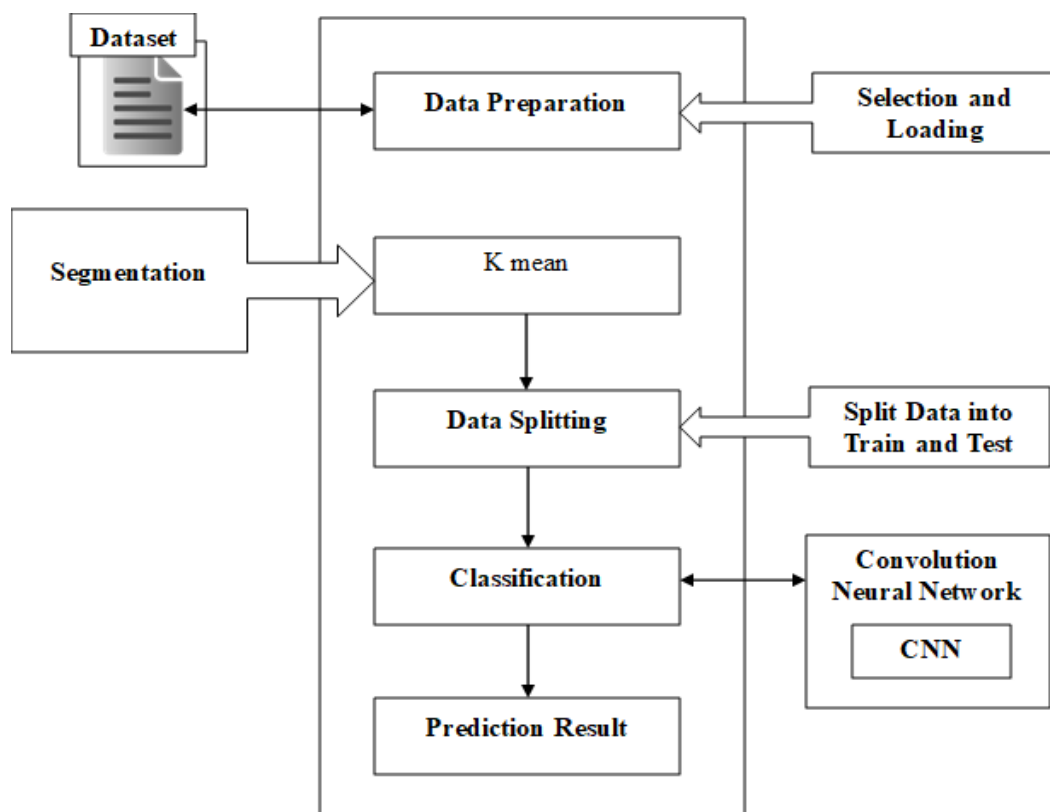 Dataset
Data Preparation
Selection and
Loading
Segmentation
K mean
Data Splitting
Split Data into
Train and Test
Classification
Convolution
Neural Network
CNN
Prediction Result